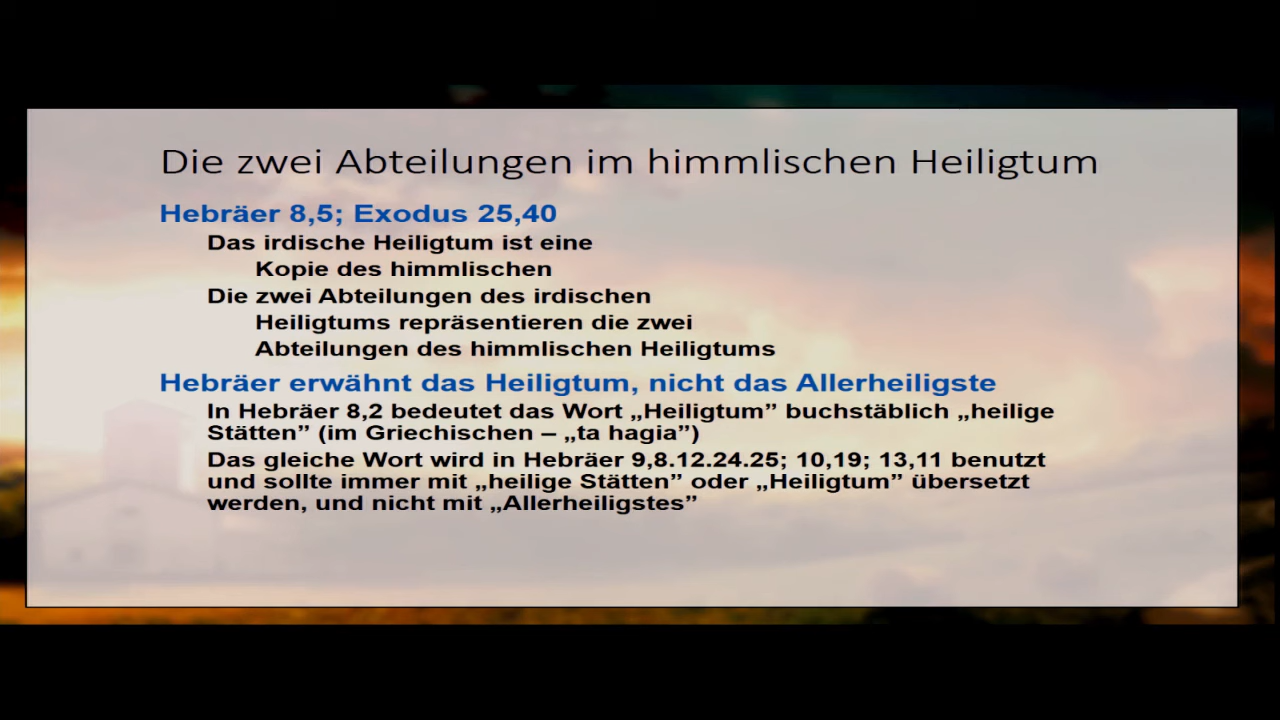 Die zwei Abteilungen im himmlischen Heiligtum
Hebräer 8,5; Exodus 25,40
Das irdische Heiligtum ist eine
Kopie des himmlischen
Die zwei Abteilungen des irdischen
Heiligtums repräsentieren die zwei
Abteilungen des himmlischen Heiligtums
Hebräer erwähnt das Heiligtum, nicht das Allerheiligste
In Hebräer 8,2 bedeutet das Wort „Heiligtum” buchstäblich „heilige
Stätten” (im Griechischen – „ta hagia”)
Das gleiche Wort wird in Hebräer 9,8.12.24.25; 10,19; 13,11 benutzt
und sollte immer mit „heilige Stätten” oder „Heiligtum” übersetzt
werden, und nicht mit „Allerheiligstes”